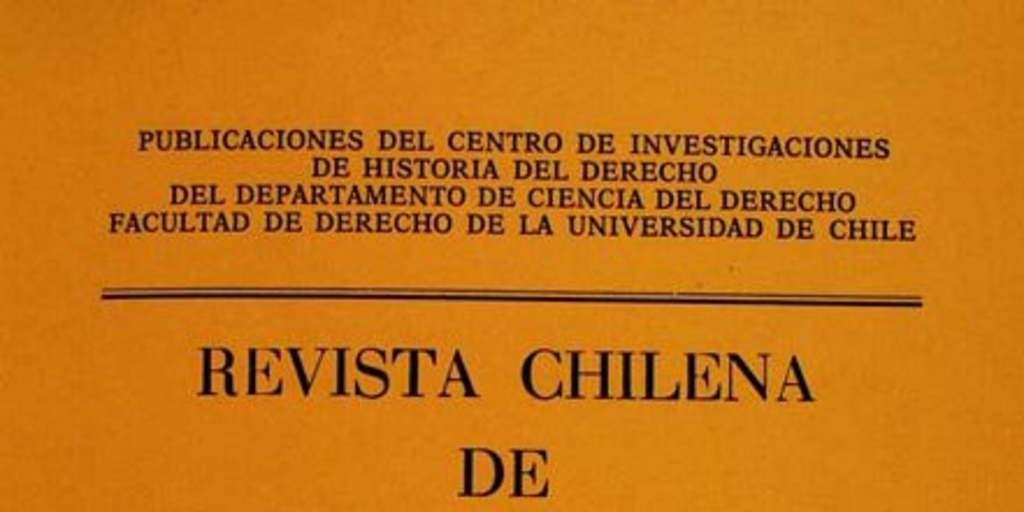 PUBLICACIONES DEL CENTRO DE INVESTIGACIONES
DE HISTORIA DEL DERECHO
DEL DEPARTAMENTO DE CIENCIA DEL DERECHO
FACULTAD DE DERECHO DE LA UNIVERSIDAD DE CHILE
REVISTA CHILENA
DE